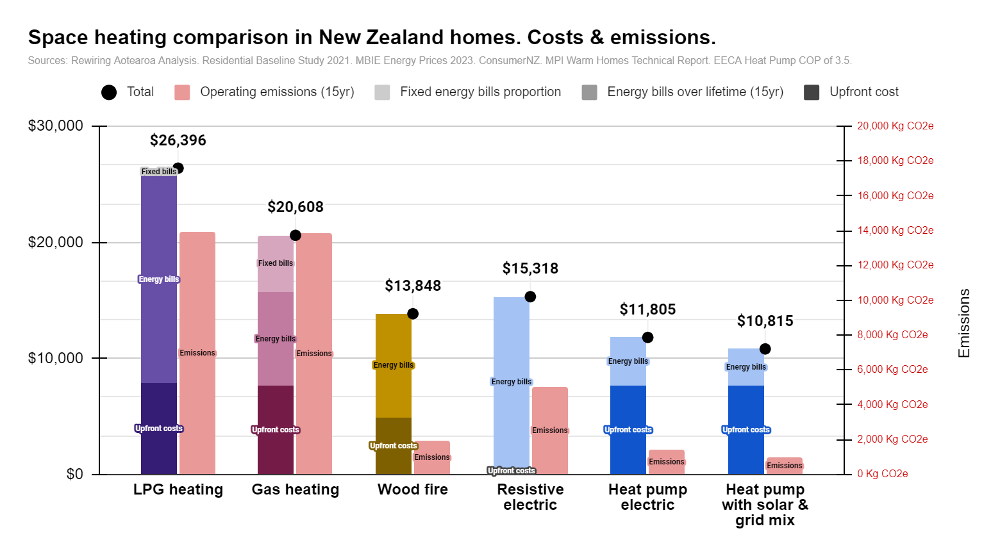 Space heating comparison in New Zealand homes. Costs & emissions.
Sources: Rewiring Aotearoa Analysis. Residential Baseline Study 2021. MBIE Energy Prices 2023. ConsumerNZ. MPI Warm Homes Technical Report. EECA Heat Pump COP of 3.5.
Total
Operating emissions (15yr)
Fixed energy bills proportion
Energy bills over lifetime (15yr)
Upfront cost
$30,000
$20,000
$10,000
$0
$26,396
Fixed bills
Energy bills
Upfront costs
Emissions
$20,608
Fixed bills
Energy bills
Upfront costs
Emissions
$13,848
Energy bills
Upfront costs
Emissions
$15,318
Energy bills
Upfront costs
Emissions
$11,805
Energy bills
Upfront costs
Emissions
$10,815
Energy bills
Upfront costs
Emissions
20,000 Kg CO2e
18,000 Kg CO2e
16,000 Kg CO2e
14,000 Kg CO2e
12,000 Kg CO2e
10,000 Kg CO2e
8,000 Kg CO2e
6,000 Kg CO2e
4,000 Kg CO2e
2,000 Kg CO2e
0 Kg CO2e
Emissions
LPG heating
Gas heating
Wood fire
Resistive
electric
Heat pump
electric
Heat pump
with solar &
grid mix